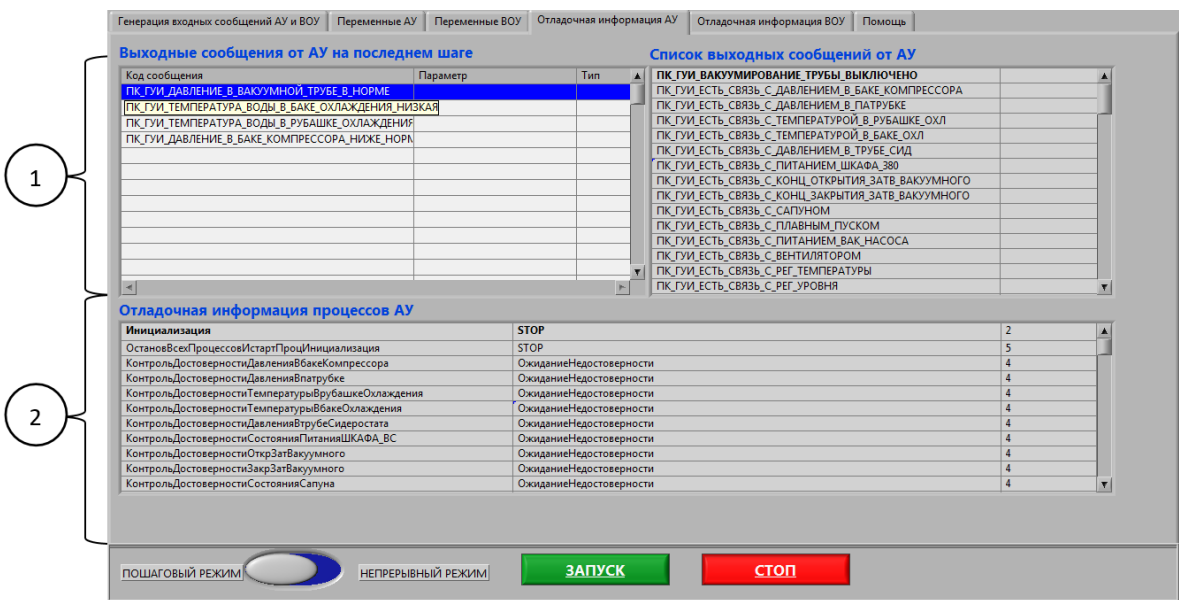 Генерация входных сообщений АУ и ВОУ Переменные АУ Переменные ВОУ Отладочная информация АУ Отладочная информация ВОУ Помощь
Выходные сообщения от АУ на последнем шаге
Код сообщения Параметр Тип
ПК_ГУИ_ДАВЛЕНИЕ_В_ВАКУУМНОЙ_ТРУБЕ_В_НОРМЕ
ПК_ГУИ_ТЕМПЕРАТУРА_ВОДЫ_В_БАКЕ_ОХЛАЖДЕНИЯ_НИЗКАЯ
ПК_ГУИ_ТЕМПЕРАТУРА_ВОДЫ_В_РУБАШКЕ_ОХЛАЖДЕНИЯ
ПК_ГУИ_ДАВЛЕНИЕ_В_БАКЕ_КОМПРЕССОРА_НИЖЕ_НОРМ
Список выходных сообщений от АУ
ПК_ГУИ_ВАКУУМИРОВАНИЕ_ТРУБЫ_ВЫКЛЮЧЕНО
ПК_ГУИ_ЕСТЬ_СВЯЗЬ_С_ДАВЛЕНИЕМ_В_БАКЕ_КОМПРЕССОРА
ПК_ГУИ_ЕСТЬ_СВЯЗЬ_С_ДАВЛЕНИЕМ_В_ПАТРУБКЕ
ПК_ГУИ_ЕСТЬ_СВЯЗЬ_С_ТЕМПЕРАТУРОЙ_В_РУБАШКЕ_ОХЛ
ПК_ГУИ_ЕСТЬ_СВЯЗЬ_С_ТЕМПЕРАТУРОЙ_В_БАКЕ_ОХЛ
ПК_ГУИ_ЕСТЬ_СВЯЗЬ_С_ДАВЛЕНИЕМ_В_ТРУБЕ_СИД
ПК_ГУИ_ЕСТЬ_СВЯЗЬ_С_ПИТАНИЕМ_ШКАФА_380
ПК_ГУИ_ЕСТЬ_СВЯЗЬ_С_КОНЦ_ОТКРЫТИЯ_ЗАТВ_ВАКУУМНОГО
ПК_ГУИ_ЕСТЬ_СВЯЗЬ_С_КОНЦ_ЗАКРЫТИЯ_ЗАТВ_ВАКУУМНОГО
ПК_ГУИ_ЕСТЬ_СВЯЗЬ_С_САПУНОМ
ПК_ГУИ_ЕСТЬ_СВЯЗЬ_С_ПЛАВНЫМ_ПУСКОМ
ПК_ГУИ_ЕСТЬ_СВЯЗЬ_С_ПИТАНИЕМ_ВАК_НАСОСА
ПК_ГУИ_ЕСТЬ_СВЯЗЬ_С_ВЕНТИЛЯТОРОМ
ПК_ГУИ_ЕСТЬ_СВЯЗЬ_С_РЕГ_ТЕМПЕРАТУРЫ
ПК_ГУИ_ЕСТЬ_СВЯЗЬ_С_РЕГ_УРОВНЯ
1
Отладочная информация процессов АУ
Инициализация STOP 2
ОстановВсехПроцессовИстартПроцИнициализация STOP 5
КонтрольДостоверностиДавленияВбакеКомпрессора ОжиданиеНедостоверности 4
КонтрольДостоверностиДавленияВпатрубке ОжиданиеНедостоверности 4
КонтрольДостоверностиТемпературыВрубашкеОхлаждения ОжиданиеНедостоверности 4
КонтрольДостоверностиТемпературыВбакеОхлаждения ОжиданиеНедостоверности 4
КонтрольДостоверностиДавленияВтрубеСидеростата ОжиданиеНедостоверности 4
КонтрольДостоверностиСостоянияПитанияШКАФА_ВС ОжиданиеНедостоверности 4
КонтрольДостоверностиОткрЗатВакуумного ОжиданиеНедостоверности 4
КонтрольДостоверностиЗакрЗатВакуумного ОжиданиеНедостоверности 4
КонтрольДостоверностиСостоянияСапуна ОжиданиеНедостоверности 4
2
ПОШАГОВЫЙ РЕЖИМ НЕПРЕРЫВНЫЙ РЕЖИМ ЗАПУСК СТОП